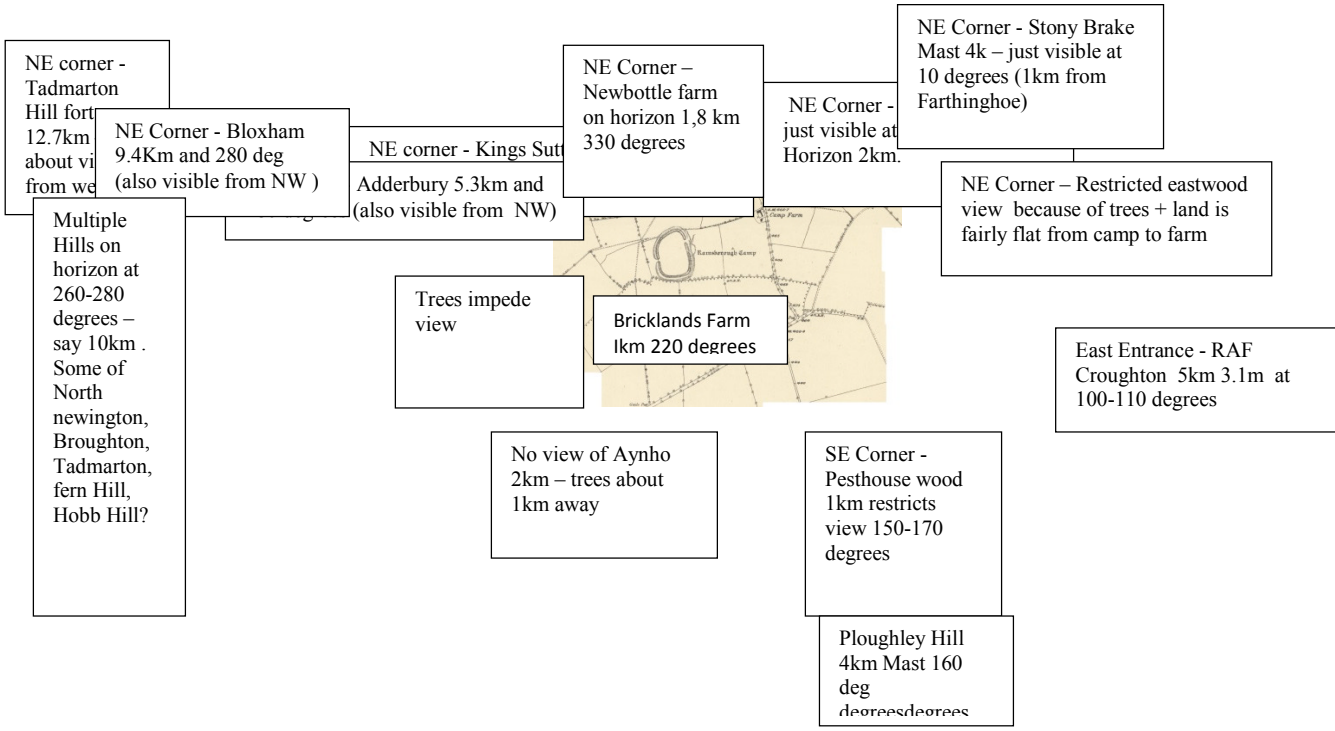 NE corner -
Tadmarton
Hill fort
12.7km
about
from
NE Corner - Bloxham
9.4Km and 280 deg
(also visible from NW )
NE corner - Kings
Adderbury 5.3km and
(also visible from NW)
NE Corner –
Newbottle farm
on horizon 1,8 km
330 degrees
NE Corner -
just visible at
Horizon 2km.
NE Corner - Stony Brake
Mast 4k – just visible at
10 degrees (1km from
Farthinghoe)
NE Corner – Restricted eastwood
view because of trees + land is
fairly flat from camp to farm
Multiple
Hills on
horizon at
260-280
degrees –
say 10km .
Some of
North
newington,
Broughton,
Tadmarton,
fern Hill,
Hobb Hill?
Camp Farm
Rainsborough Camp
Trees impede
view
Bricklands Farm
1km 220 degrees
East Entrance - RAF
Croughton 5km 3.1m at
100-110 degrees
No view of Aynho
2km – trees about
1km away
SE Corner -
Pesthouse wood
1km restricts
view 150-170
degrees
Ploughley Hill
4km Mast 160
deg
degreesdegrees